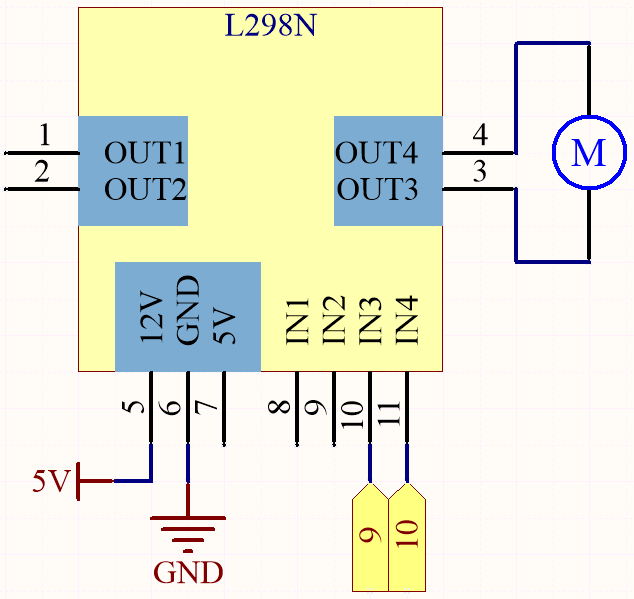 L298N
1
OUT1
OUT4
4
M
2
OUT2
OUT3
3
12V
GND
5V
IN1
IN2
IN3
IN4
5
6
7
8
9
10
11
5V
9
10
GND